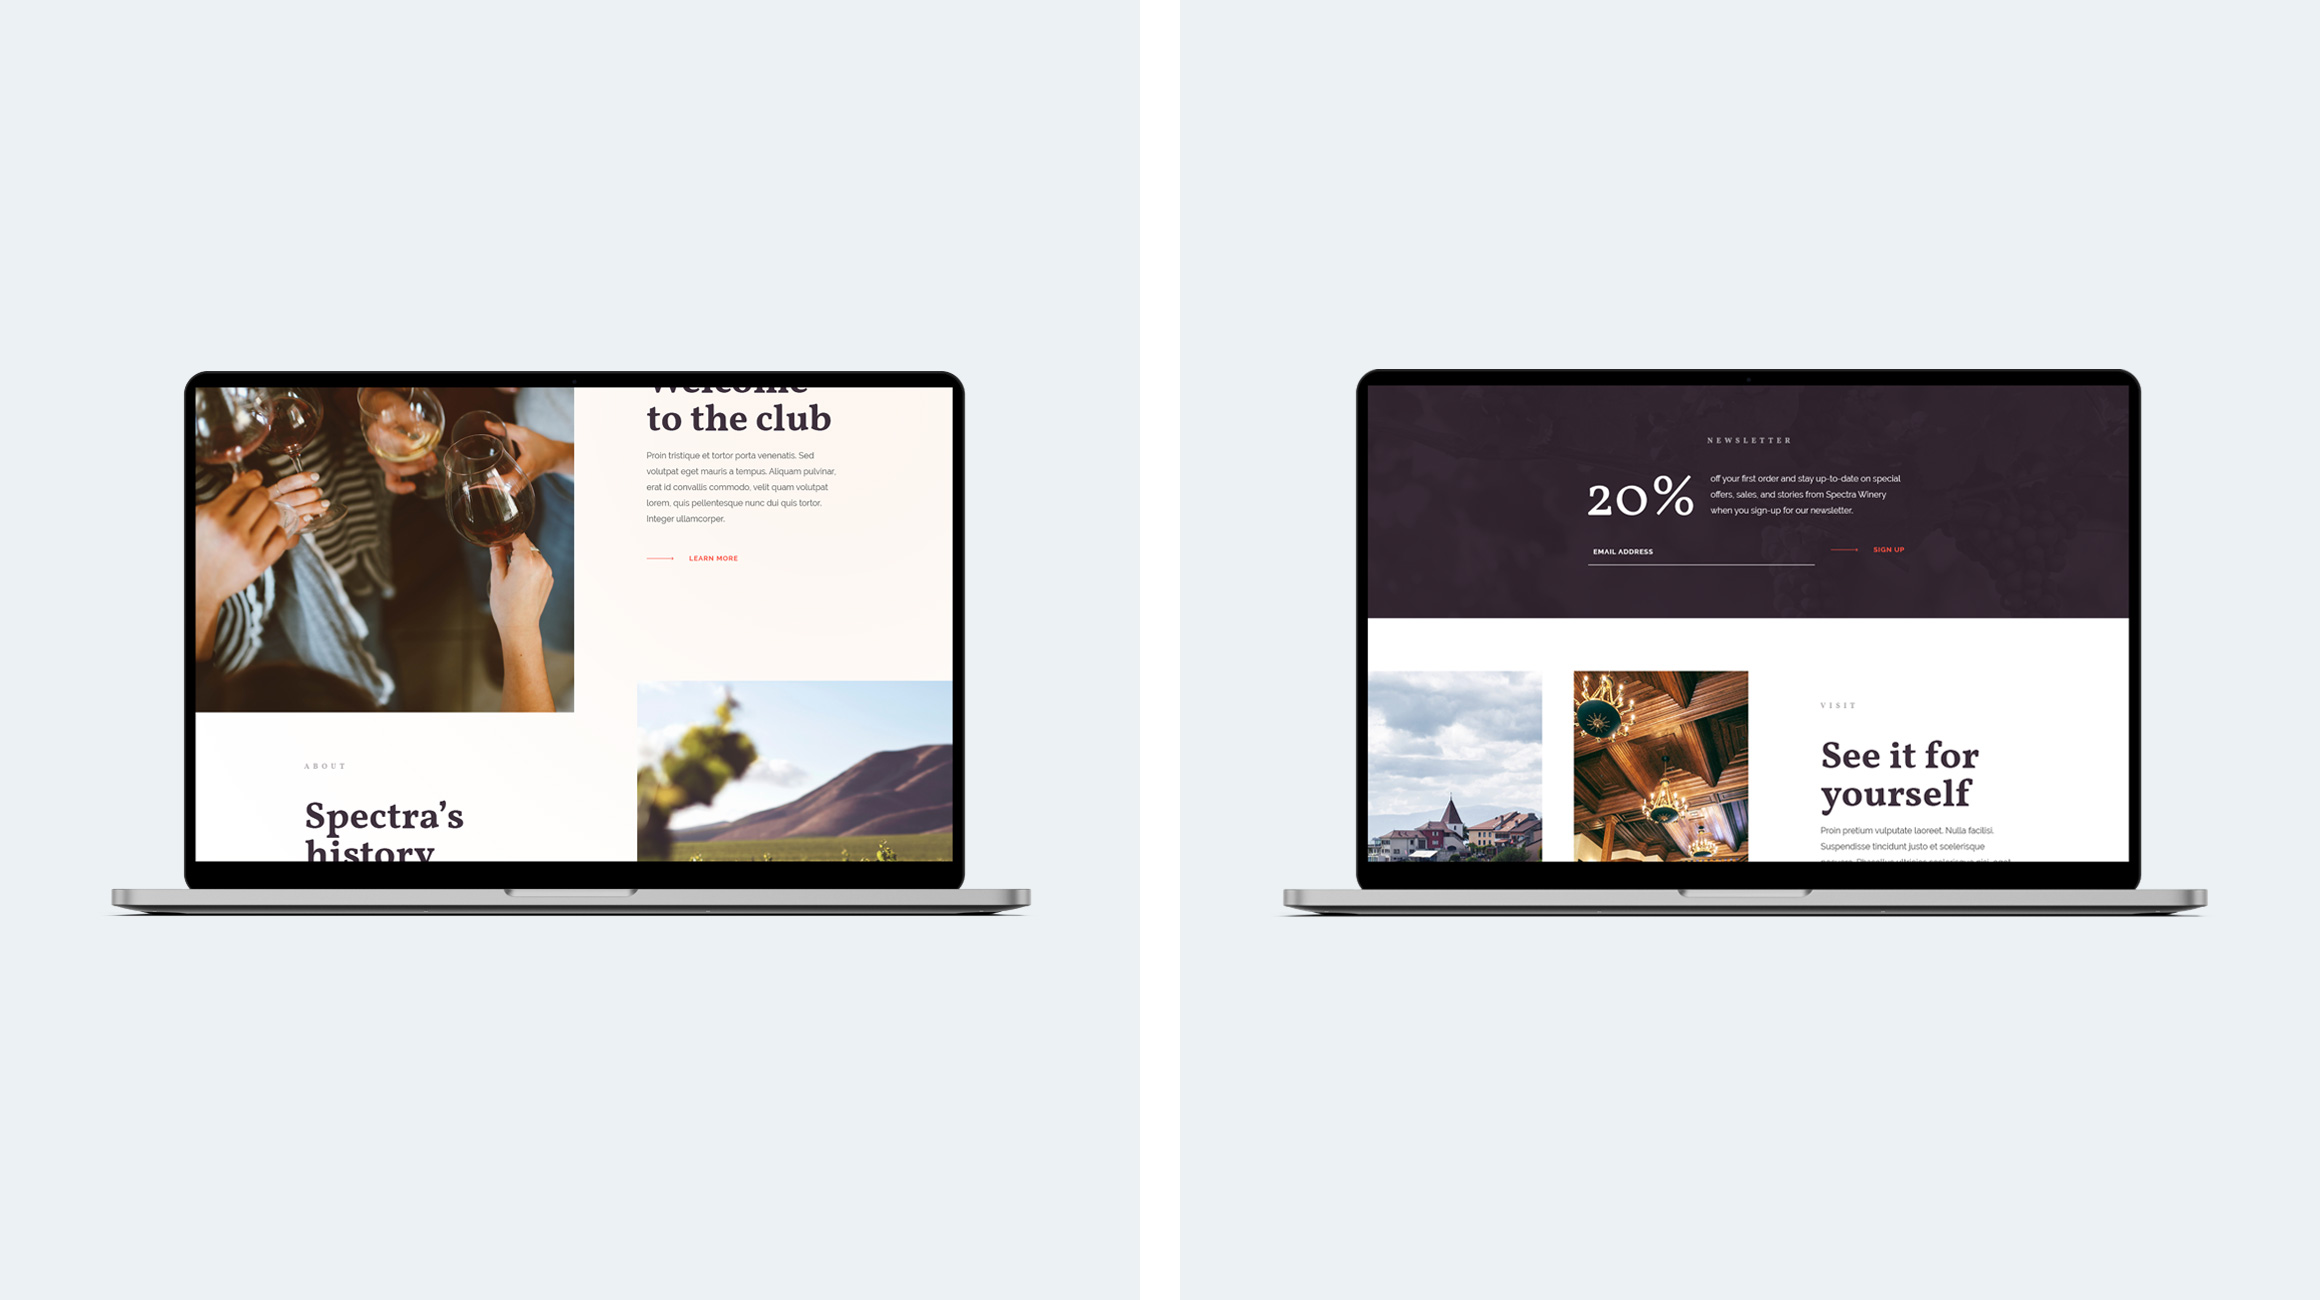 Welcome
to the club
Proin tristique et tortor porta venenatis. Sed
volutpat eget mauris a tempus. Aliquam pulvinar,
erat id convallis commodo, velit quam volutpat
lorem, quis pellentesque nunc dui quis tortor.
Integer ullamcorper.
LEARN MORE
ABOUT
Spectra’s
history
NEWSLETTER
20%
off your first order and stay up-to-date on special
offers, sales, and stories from Spectra Winery
when you sign-up for our newsletter.
EMAIL ADDRESS
SIGN UP
VISIT
See it for
yourself
Proin pretium vulputate laoreet. Nulla facilisi.
Suspendisse tincidunt justo et scelerisque